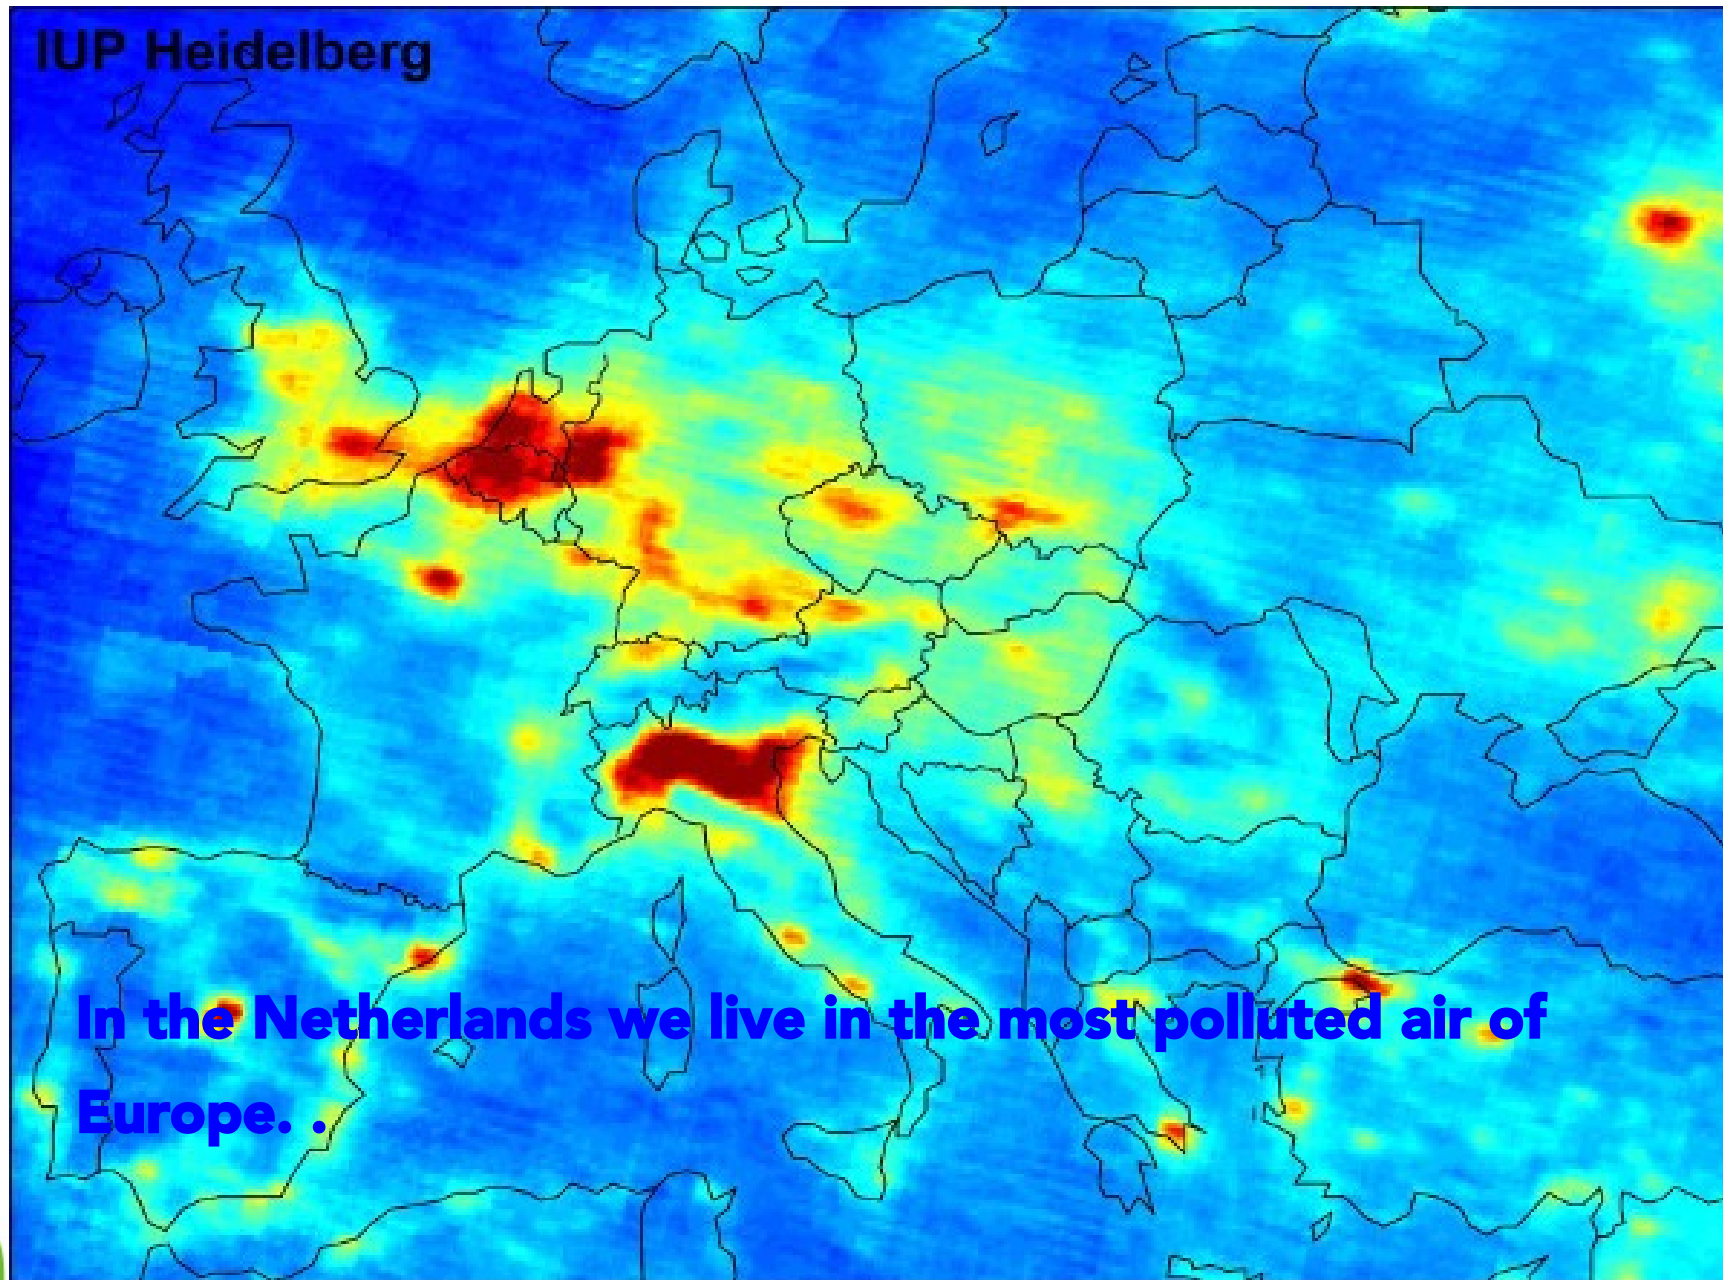 IUP Heidelberg
In the Netherlands we live in the most polluted air of
Europe. .